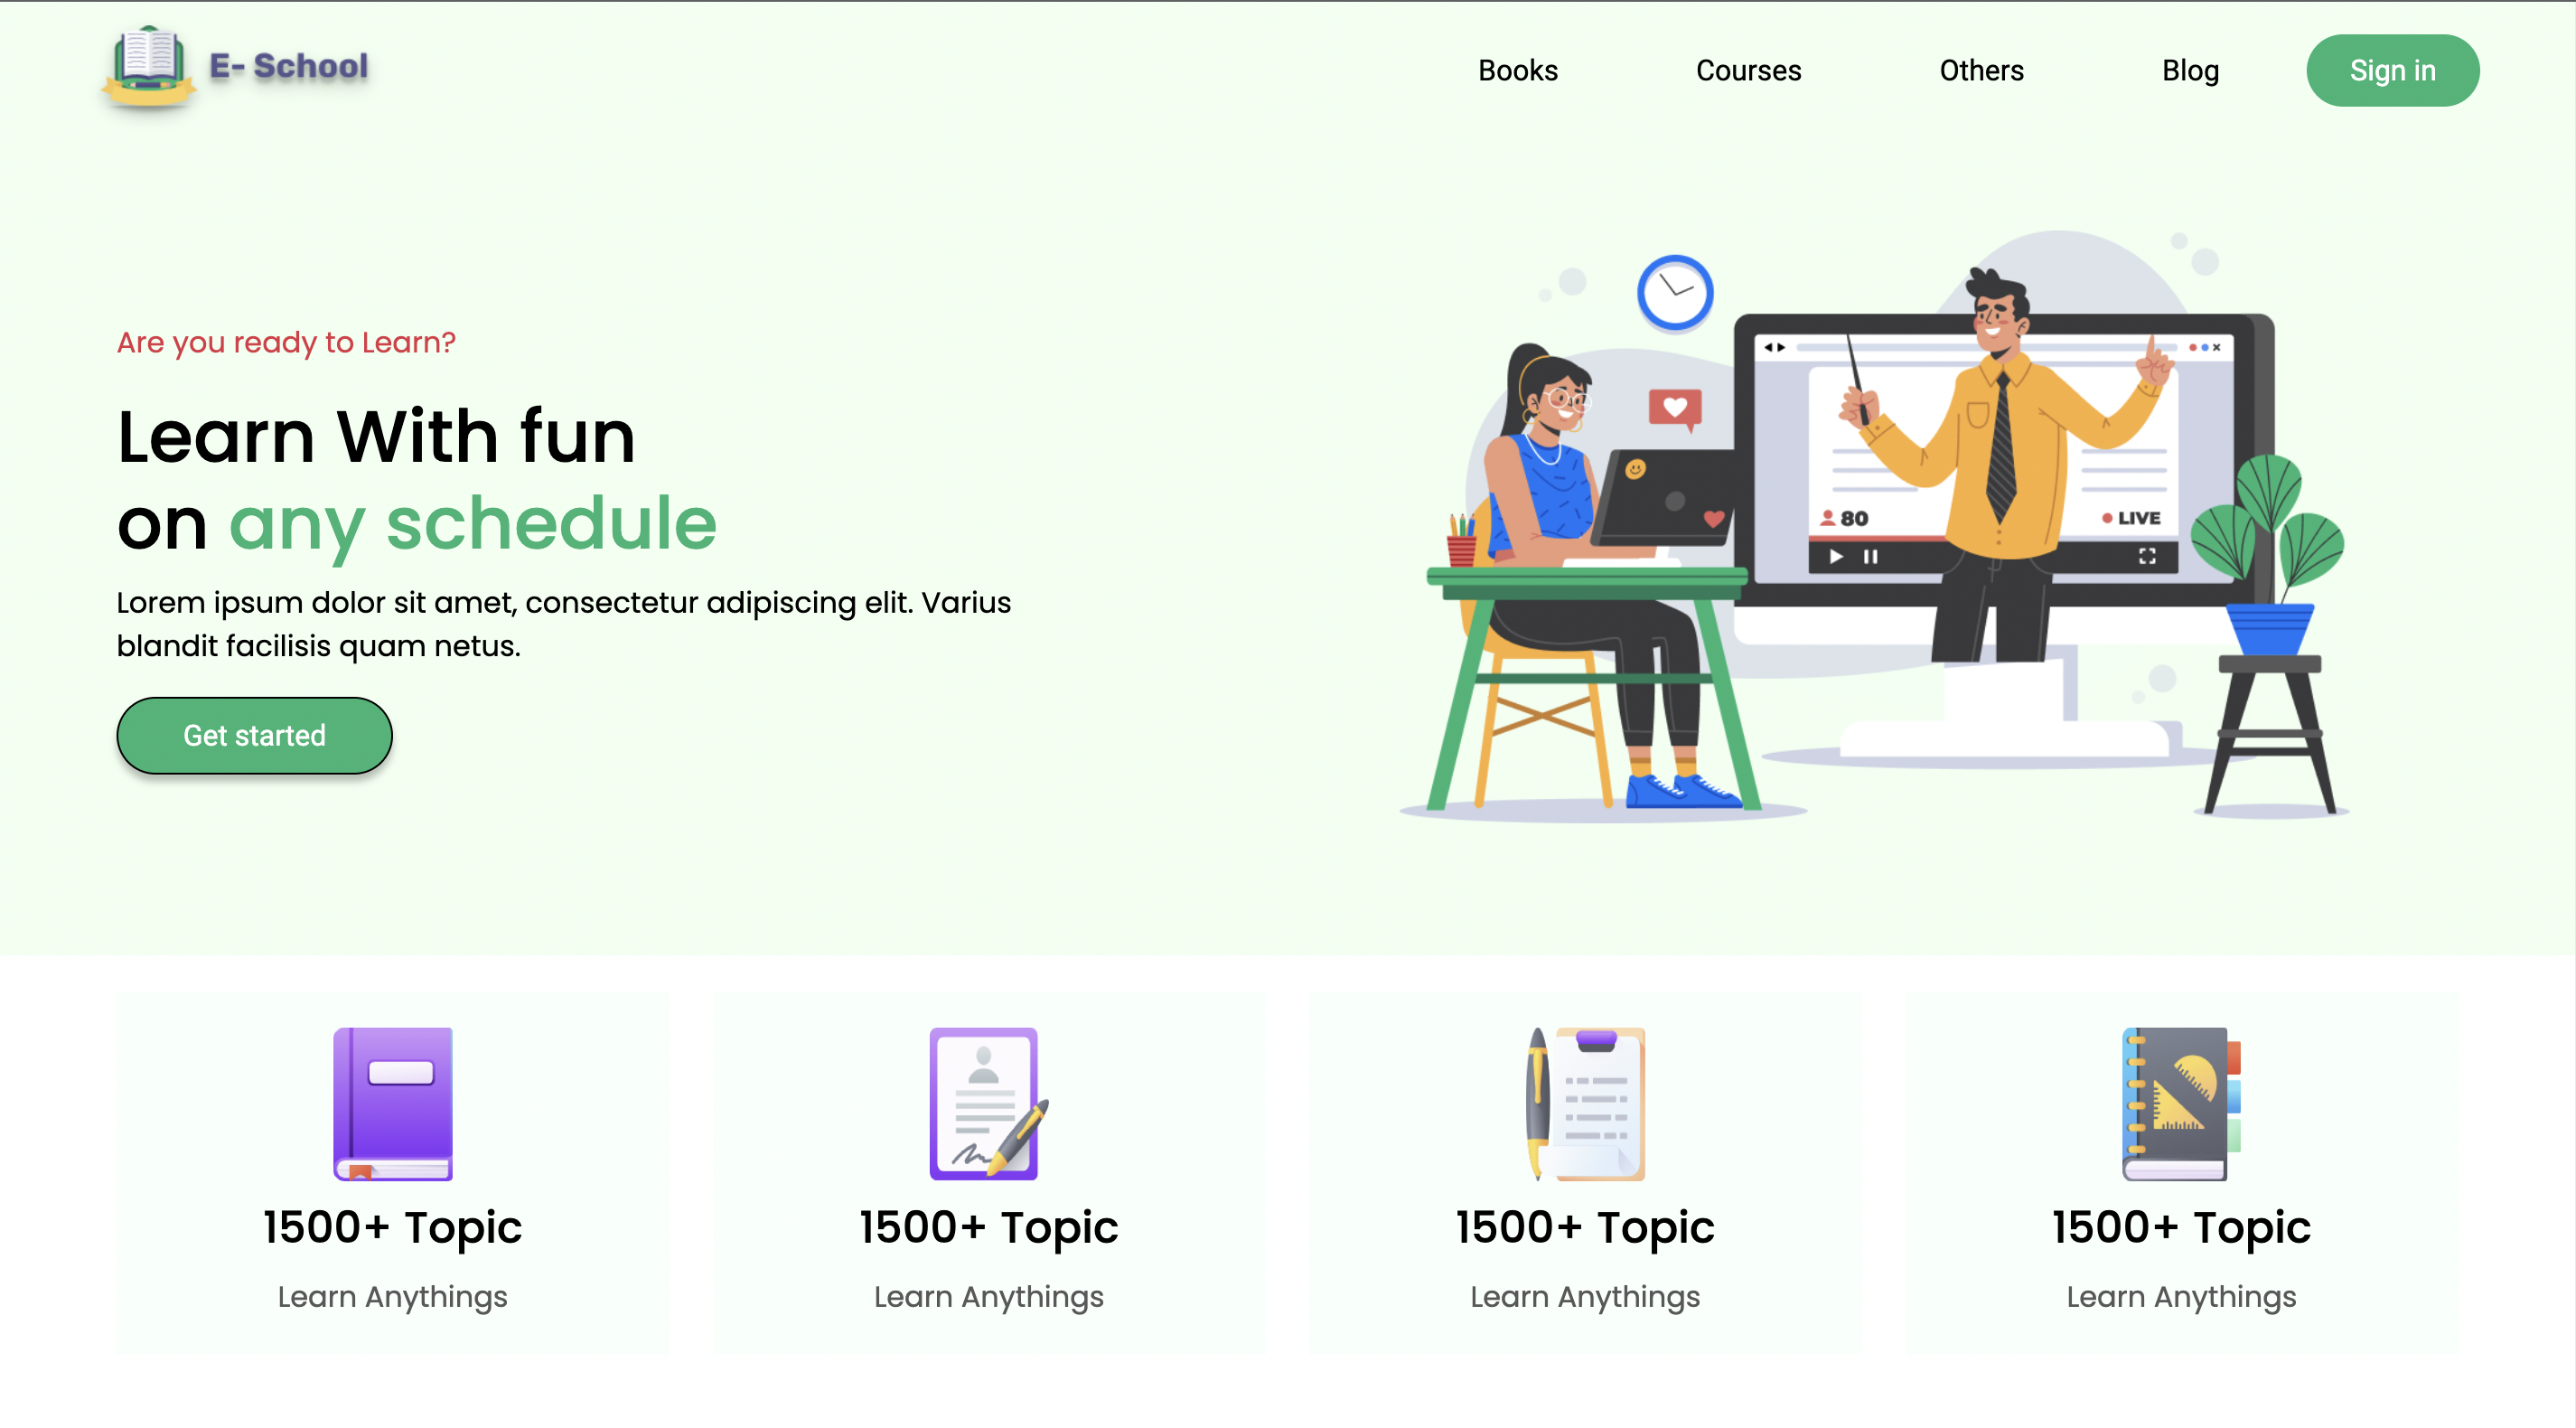 E- School
Books Courses Others Blog Sign in
Are you ready to Learn?
Learn With fun
on any schedule
Lorem ipsum dolor sit amet, consectetur adipiscing elit. Varius
blandit facilisis quam netus.
Get started
80
LIVE
1500+ Topic
Learn Anythings
1500+ Topic
Learn Anythings
1500+ Topic
Learn Anythings
1500+ Topic
Learn Anythings